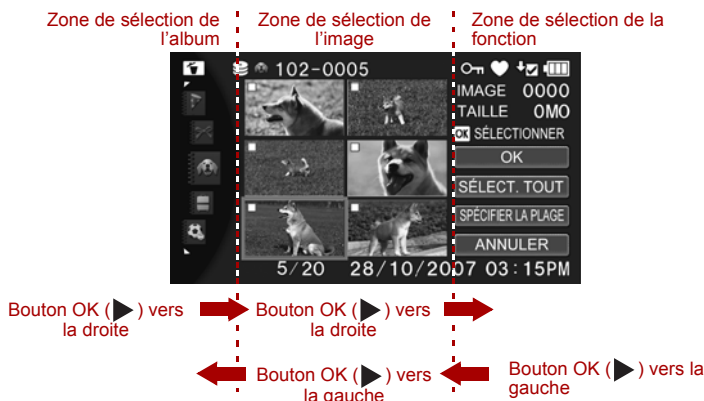 Zone de sélection de
l'album
Zone de sélection de
l'image
Zone de sélection de la
fonction
102-0005
IMAGE 0000
TAILLE 0MO
OK SÉLECTIONNER
OK
SÉLECT. TOUT
SPÉCIFIER LA PLAGE
ANNULER
5/20 28/10/2007 03:15PM
Bouton OK (▶) vers
la droite
Bouton OK (▶) vers
la droite
Bouton OK (▶) vers
la gauche
Bouton OK (▶) vers la
gauche